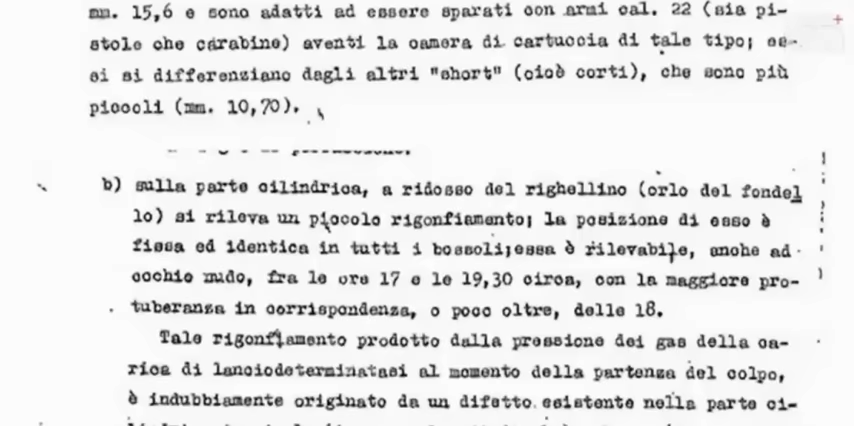 mm. 15,6 e sono adatti ad essere sparati con armi cal. 22 (sia pi-
stole che carabine) aventi la camera di cartuccia di tale tipo; es-
si si differenziano dagli altri "short" (cioè corti), che sono più
piccoli (mm. 10,70).
b) sulla parte cilindrica, a ridosso del righellino (orlo del fondel
lo) si rileva un piccolo rigonfiamento; la posizione di esso è
fissa ed identica in tutti i bossoli;essa è rilevabile, anche ad
occhio nudo, fra le ore 17 e le 19,30 circa, con la maggiore pro-
tuberanza in corrispondenza, o poco oltre, delle 18.
Tale rigonfiamento prodotto dalla pressione dei gas della ca-
rica di lanciodeterminatasi al momento della partenza del colpo,
è indubbiamente originato da un difetto esistente nella parte ci-